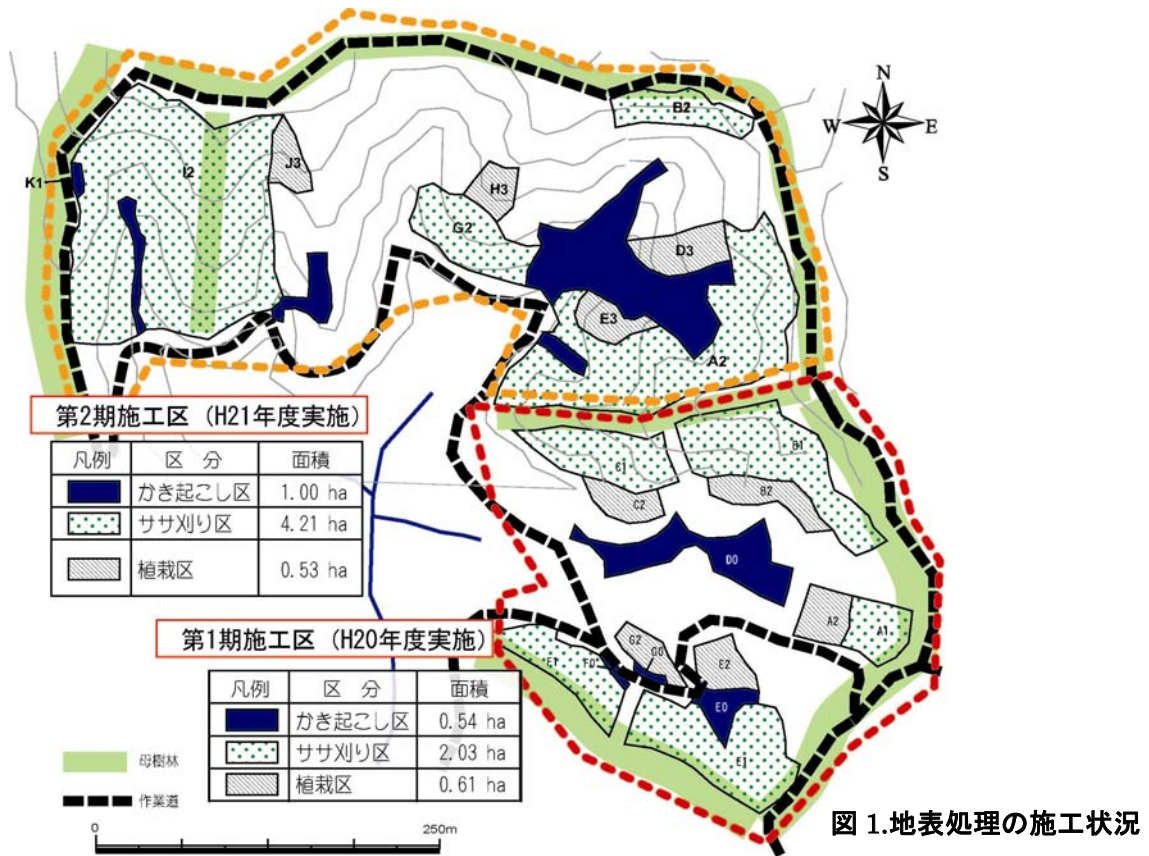 N
W E
S
B2
J3
I2
K1
H3
G2
D3
E3
A2
第2期施工区（H21年度実施）
凡例 区 分 面積
かき起こし区 1.00 ha
ササ刈り区 4.21 ha
植栽区 0.53 ha
B1
C1
B2
C2
D0
A2
A1
第1期施工区（H20年度実施）
凡例 区 分 面積
かき起こし区 0.54 ha
ササ刈り区 2.03 ha
植栽区 0.61 ha
F0
G2
G0
E2
E0
E1
母樹林
作業道
0 250m
図 1.地表処理の施工状況